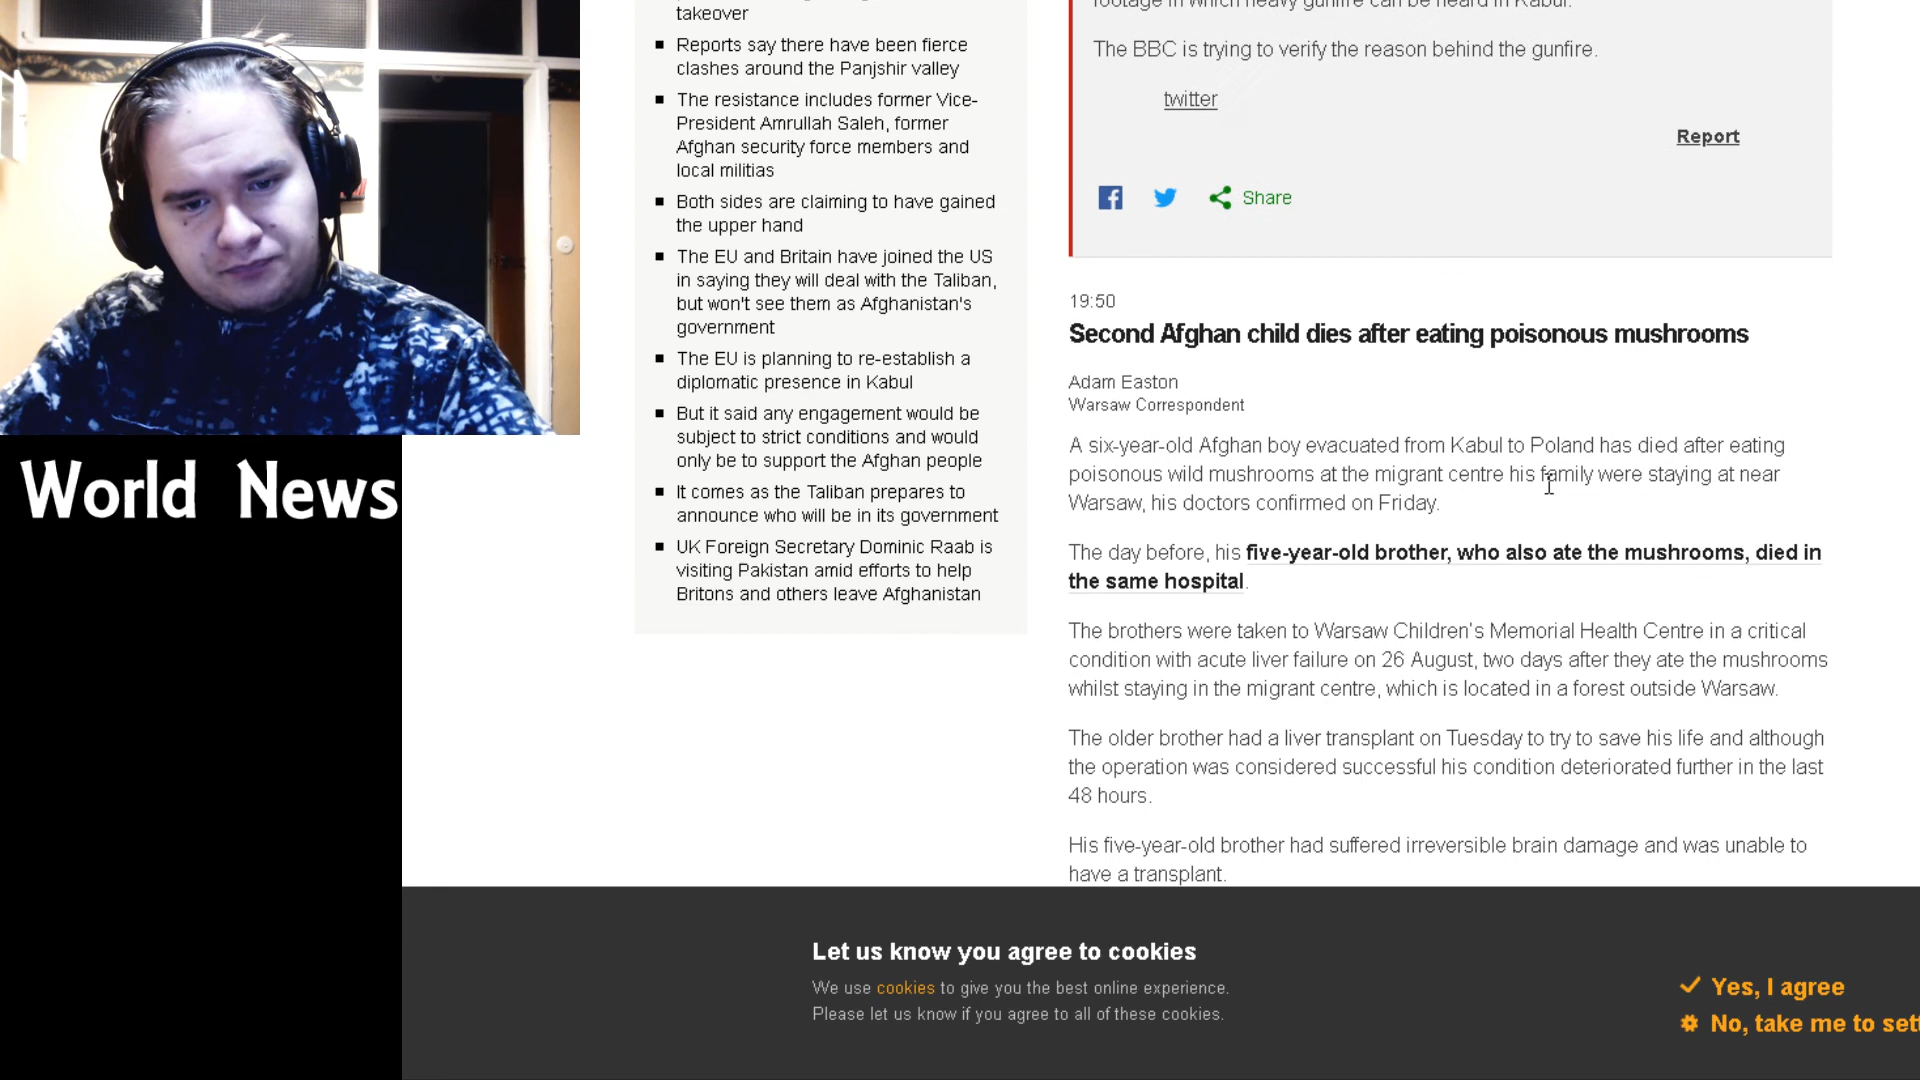 takeover
Reports say there have been fierce
clashes around the Panjshir valley
The resistance includes former Vice-
President Amrullah Saleh, former
Afghan security force members and
local militias
Both sides are claiming to have gained
the upper hand
The EU and Britain have joined the US
in saying they will deal with the Taliban,
but won't see them as Afghanistan's
government
The EU is planning to re-establish a
diplomatic presence in Kabul
But it said any engagement would be
subject to strict conditions and would
only be to support the Afghan people
It comes as the Taliban prepares to
announce who will be in its government
UK Foreign Secretary Dominic Raab is
visiting Pakistan amid efforts to help
Britons and others leave Afghanistan
World News
footage in which heavy gunfire can be heard in Kabul.
The BBC is trying to verify the reason behind the gunfire.
twitter
Report
Share
19:50
Second Afghan child dies after eating poisonous mushrooms
Adam Easton
Warsaw Correspondent
A six-year-old Afghan boy evacuated from Kabul to Poland has died after eating
poisonous wild mushrooms at the migrant centre his family were staying at near
Warsaw, his doctors confirmed on Friday.
The day before, his five-year-old brother, who also ate the mushrooms, died in
the same hospital.
The brothers were taken to Warsaw Children's Memorial Health Centre in a critical
condition with acute liver failure on 26 August, two days after they ate the mushrooms
whilst staying in the migrant centre, which is located in a forest outside Warsaw.
The older brother had a liver transplant on Tuesday to try to save his life and although
the operation was considered successful his condition deteriorated further in the last
48 hours.
His five-year-old brother had suffered irreversible brain damage and was unable to
have a transplant.
Let us know you agree to cookies
We use cookies to give you the best online experience.
Please let us know if you agree to all of these cookies.
Yes, I agree
No, take me to sett